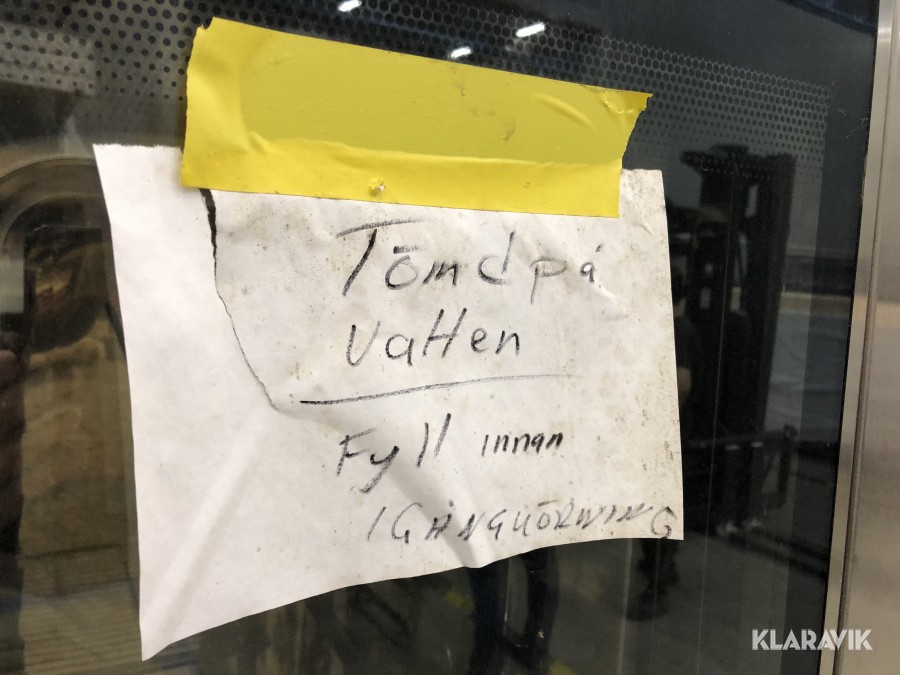 Tömd på
vatten
Fyll innan
IGÅNGKÖRNING
KLARAVIK